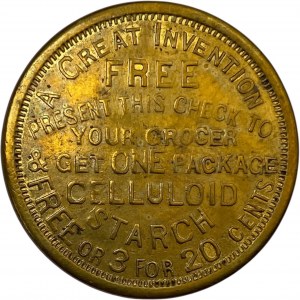 A GREAT INVENTION
FREE
PRESENT THIS CHECK TO
YOUR GROCER
& GET ONE PACKAGE
CELLULOID
STARCH
FREE OR 3 FOR 20 CENTS